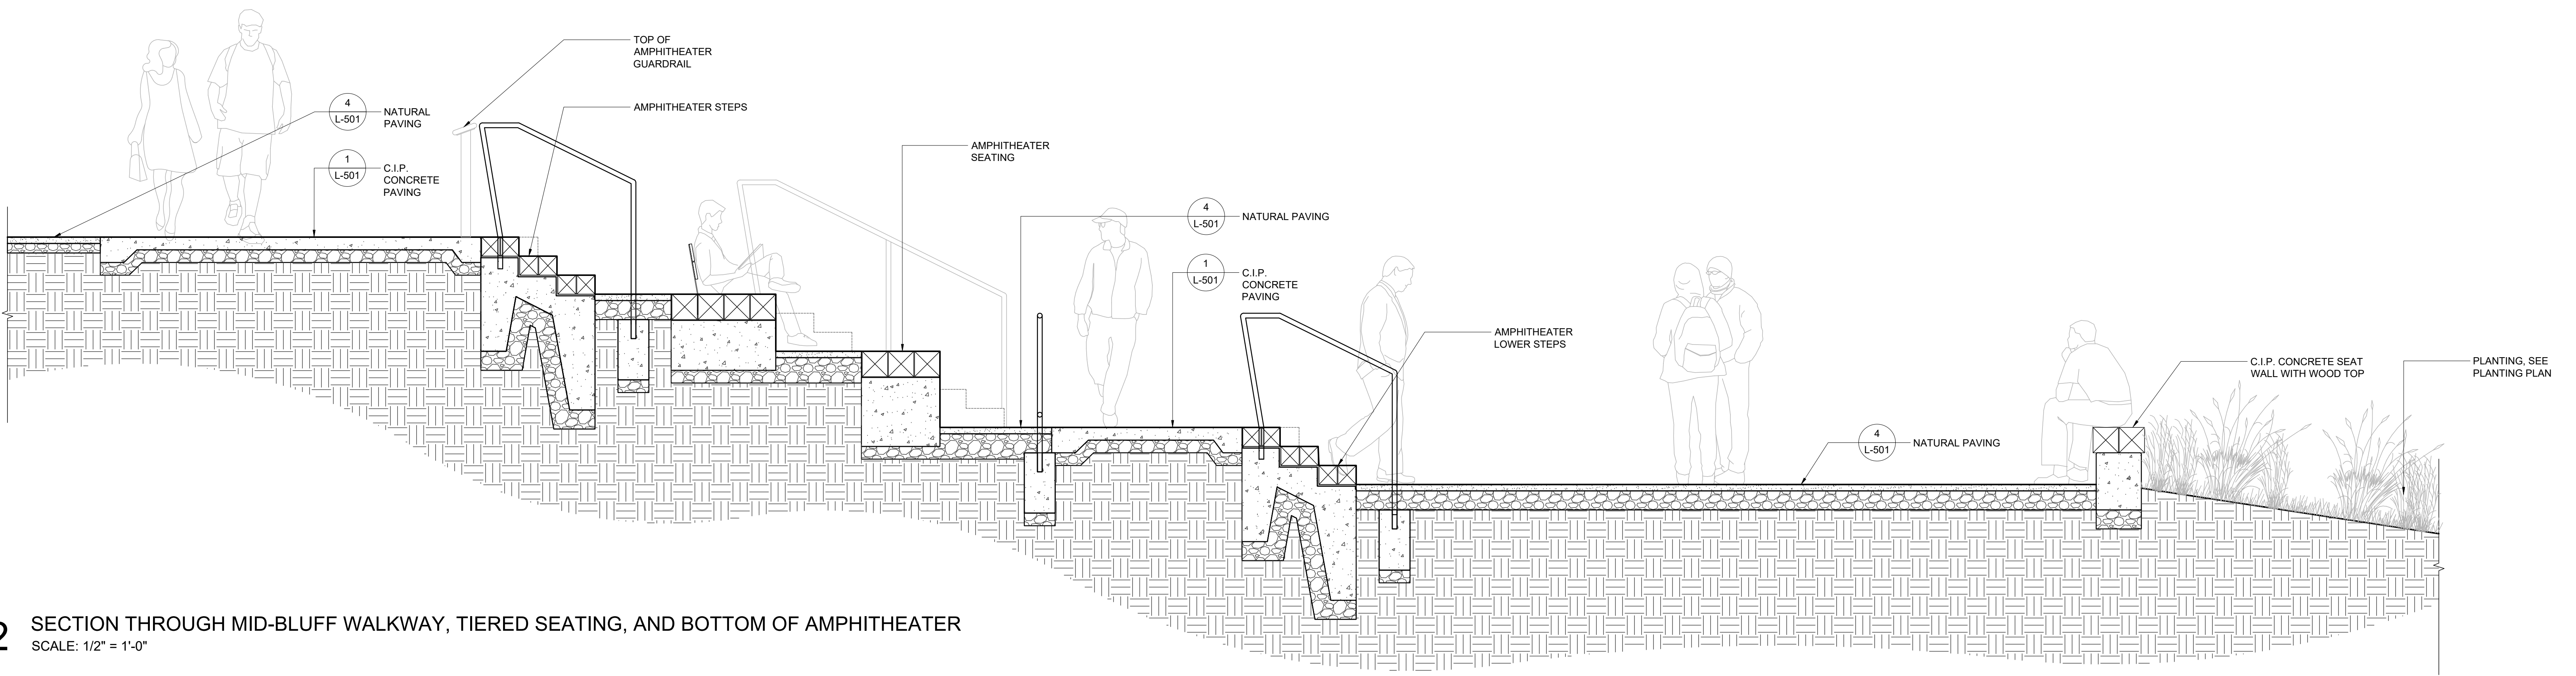 TOP OF
AMPHITHEATER
GUARDRAIL
4
L-501
NATURAL
PAVING
AMPHITHEATER STEPS
1
L-501
C.I.P.
CONCRETE
PAVING
AMPHITHEATER
SEATING
4
L-501
NATURAL PAVING
1
L-501
C.I.P.
CONCRETE
PAVING
AMPHITHEATER
LOWER STEPS
4
L-501
NATURAL PAVING
C.I.P. CONCRETE SEAT
WALL WITH WOOD TOP
PLANTING, SEE
PLANTING PLAN
2 SECTION THROUGH MID-BLUFF WALKWAY, TIERED SEATING, AND BOTTOM OF AMPHITHEATER
SCALE: 1/2" = 1'-0"